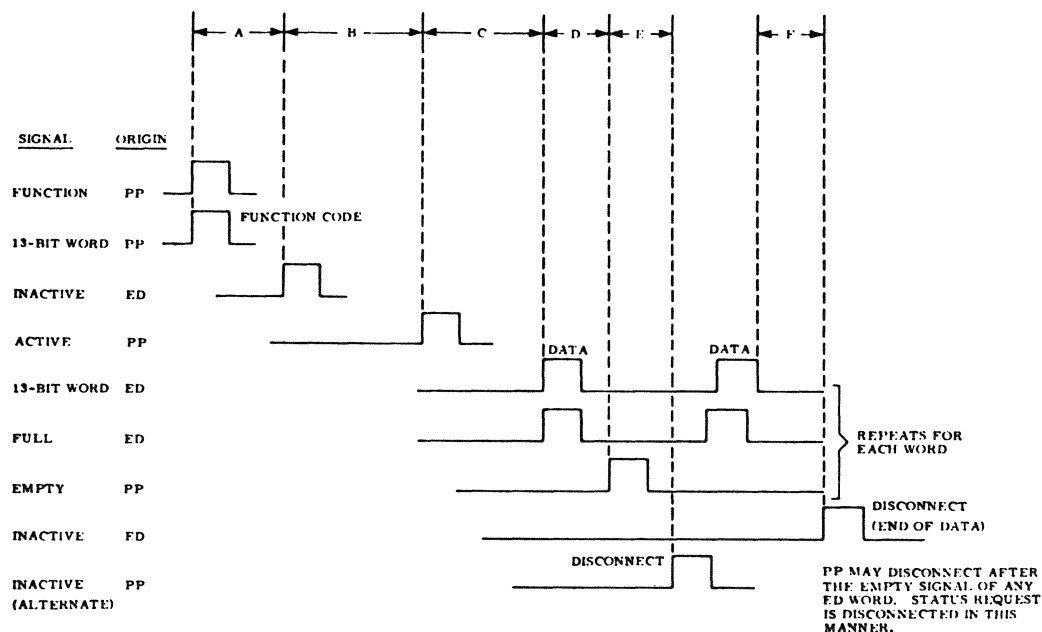 A B C D E F
SIGNAL ORIGIN
FUNCTION PP
FUNCTION CODE
13-BIT WORD PP
INACTIVE ED
ACTIVE PP
DATA DATA
13-BIT WORD ED
FULL ED
REPEATS FOR
EACH WORD
EMPTY PP
DISCONNECT
(END OF DATA)
INACTIVE ED
DISCONNECT
INACTIVE PP
(ALTERNATE)
PP MAY DISCONNECT AFTER
THE EMPTY SIGNAL OF ANY
ED WORD. STATUS REQUEST
IS DISCONNECTED IN THIS
MANNER.